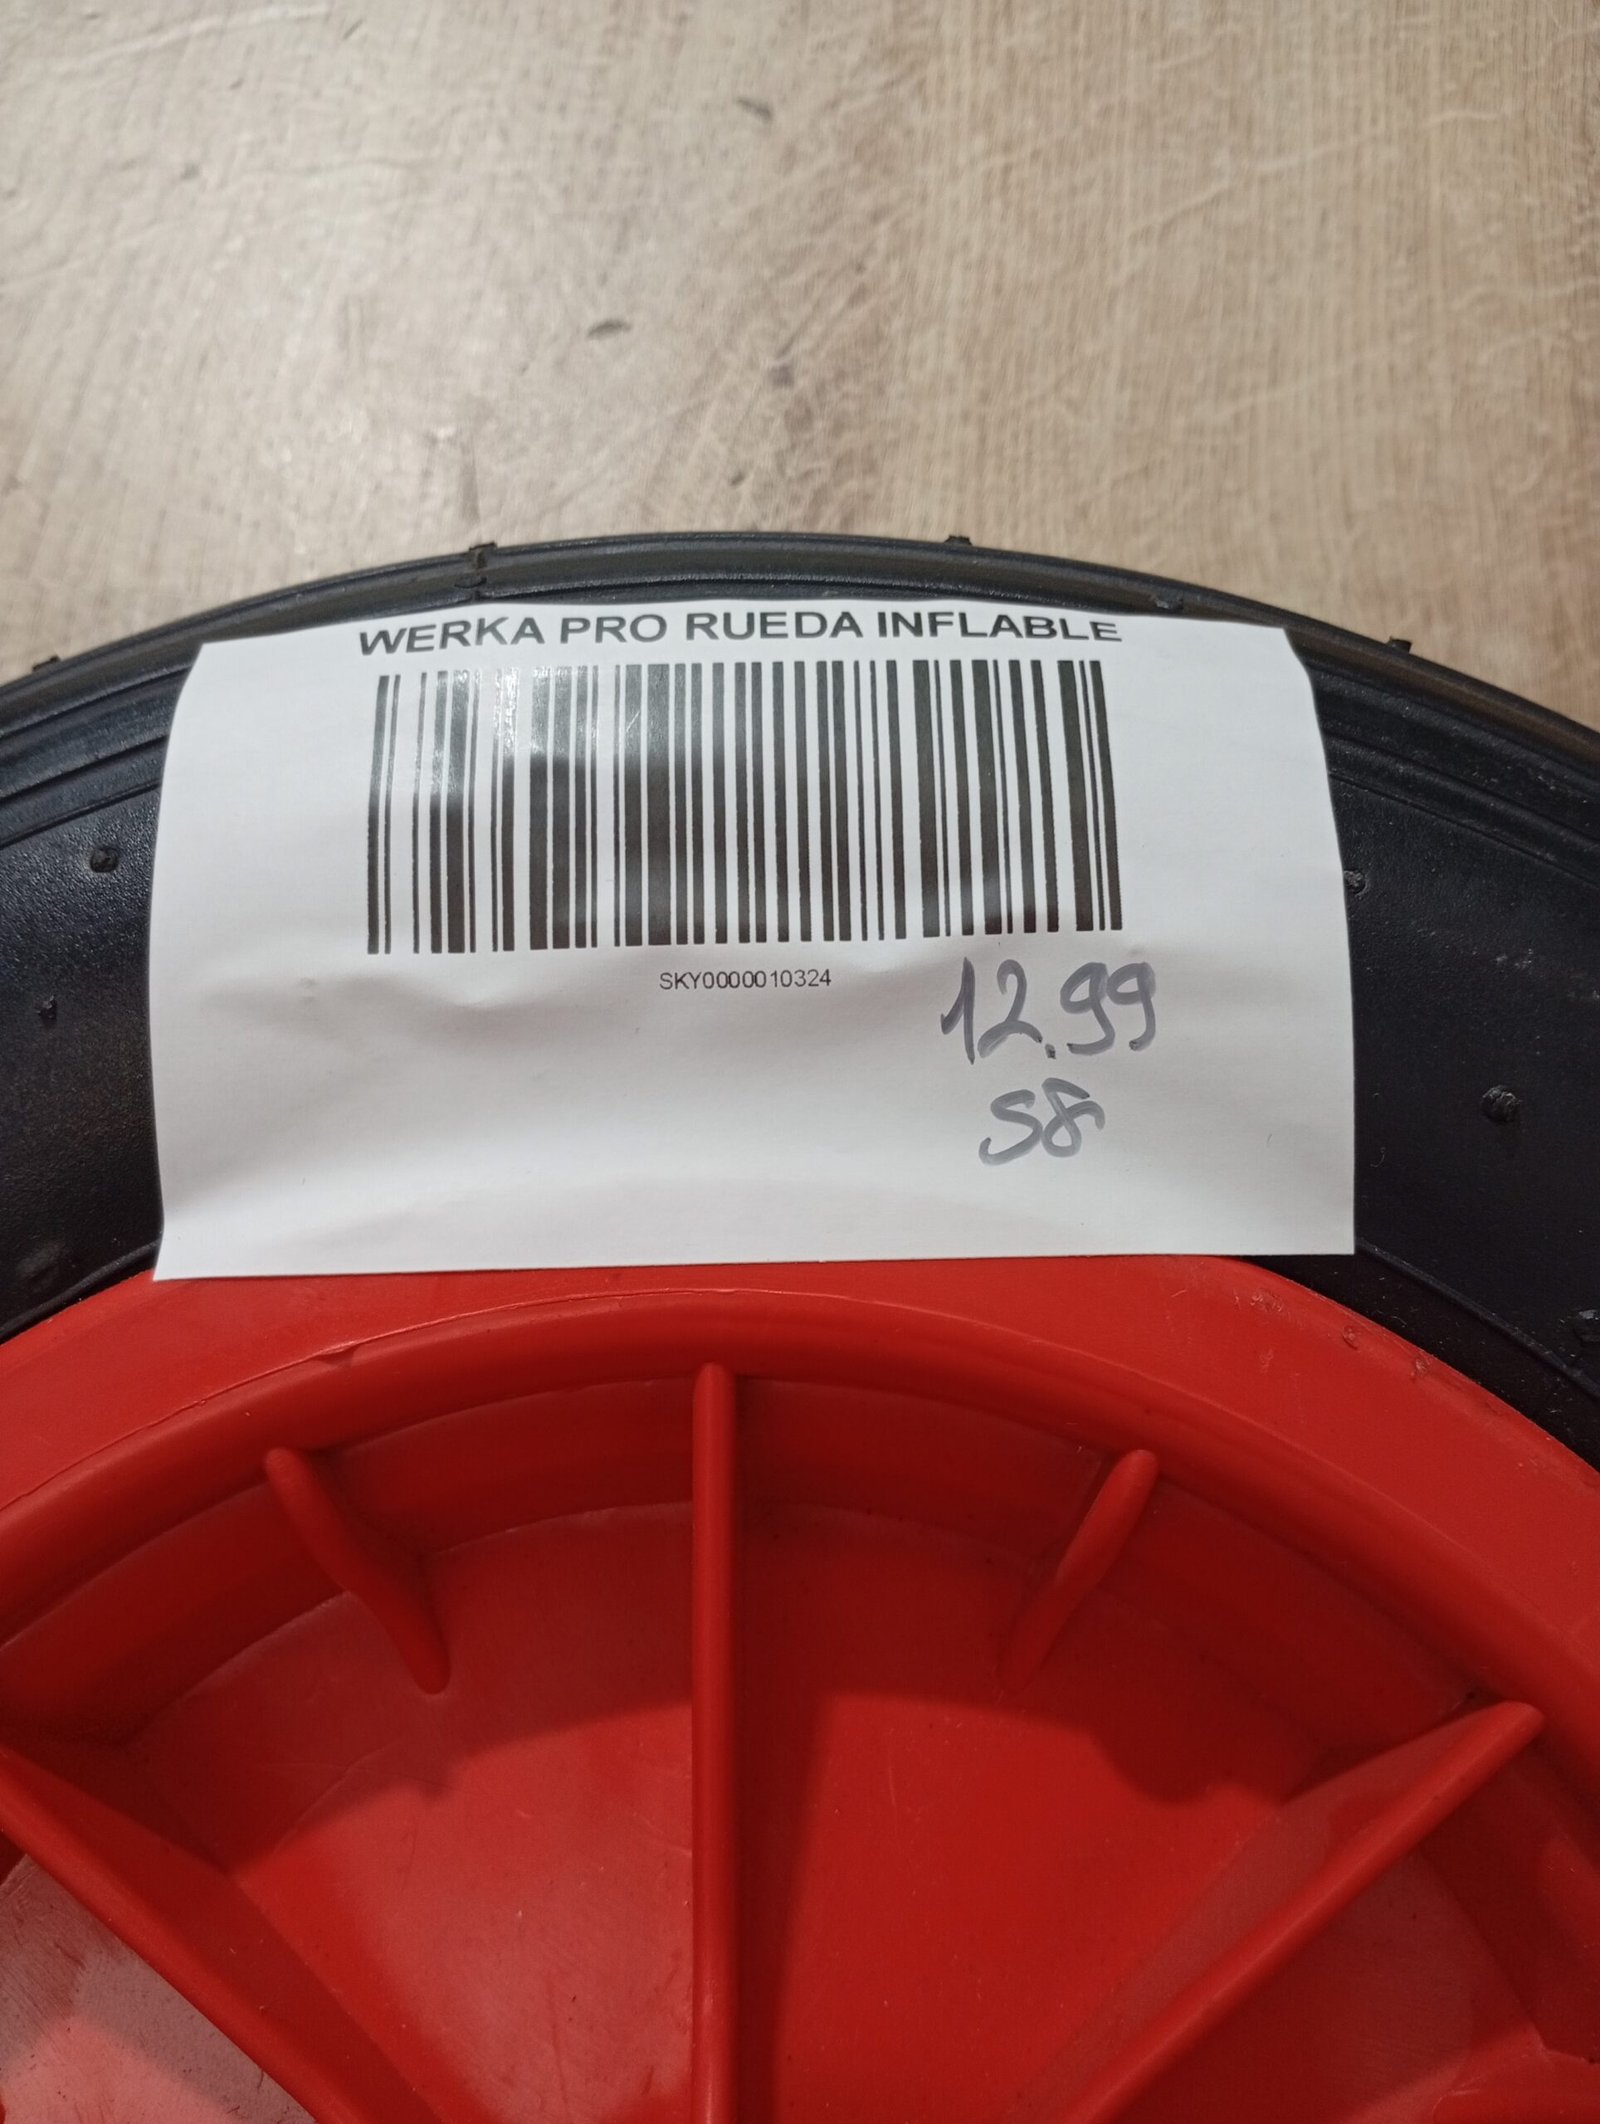 WERKA PRO RUEDA INFLABLE
SKY0000010324
12.99
S8